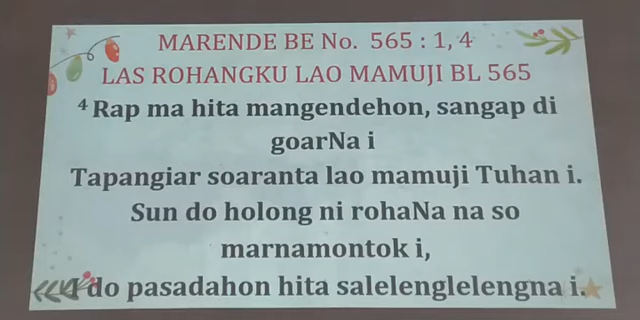 MARENDE BE No. 565 : 1, 4
LAS ROHANGKU LAO MAMUJI BL 565
4 Rap ma hita mangendehon, sangap di
goarNa i
Tapangiar soaranta lao mamuji Tuhan i.
Sun do holong ni rohaNa na so
marnamontok i,
do pasadahon hita salelenglelengna i.